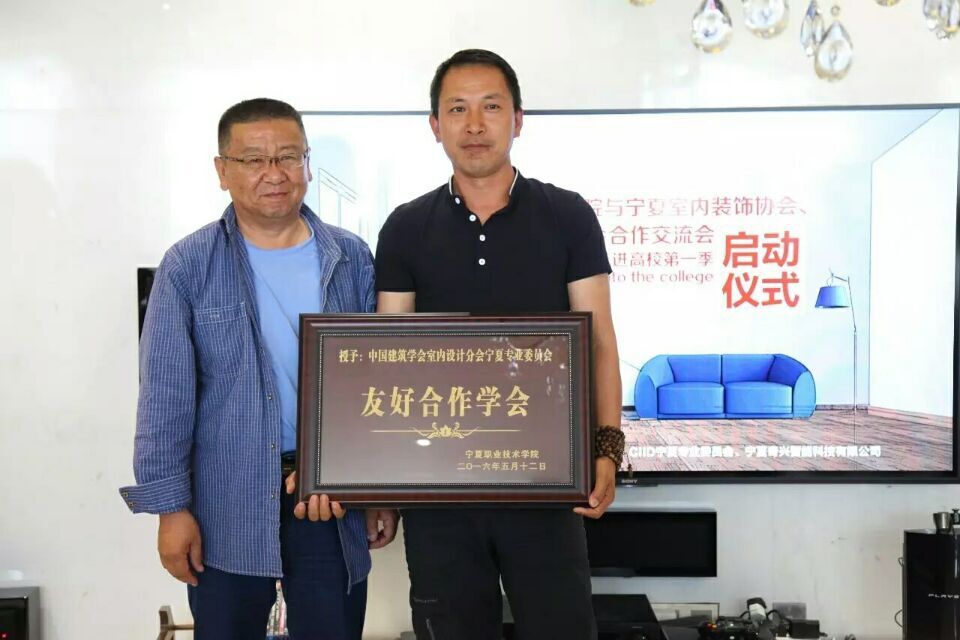 院与宁夏室内装饰协会、
合作交流会
进高校第一季
to the college
启动
仪式
授予：中国建筑学会室内设计分会宁夏专业委员会
友好合作学会
宁夏职业技术学院
二〇一六年五月十二日
CIID宁夏专业委员会、宁夏奇兴智能科技有限公司
SONY